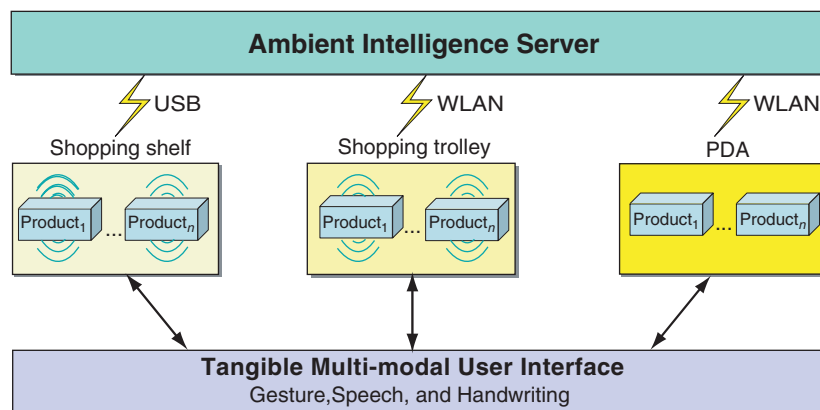 Ambient Intelligence Server
USB
WLAN
WLAN
Shopping shelf
Shopping trolley
PDA
Product1 ... Productn
Product1 ... Productn
Product1 ... Productn
Tangible Multi-modal User Interface
Gesture,Speech, and Handwriting